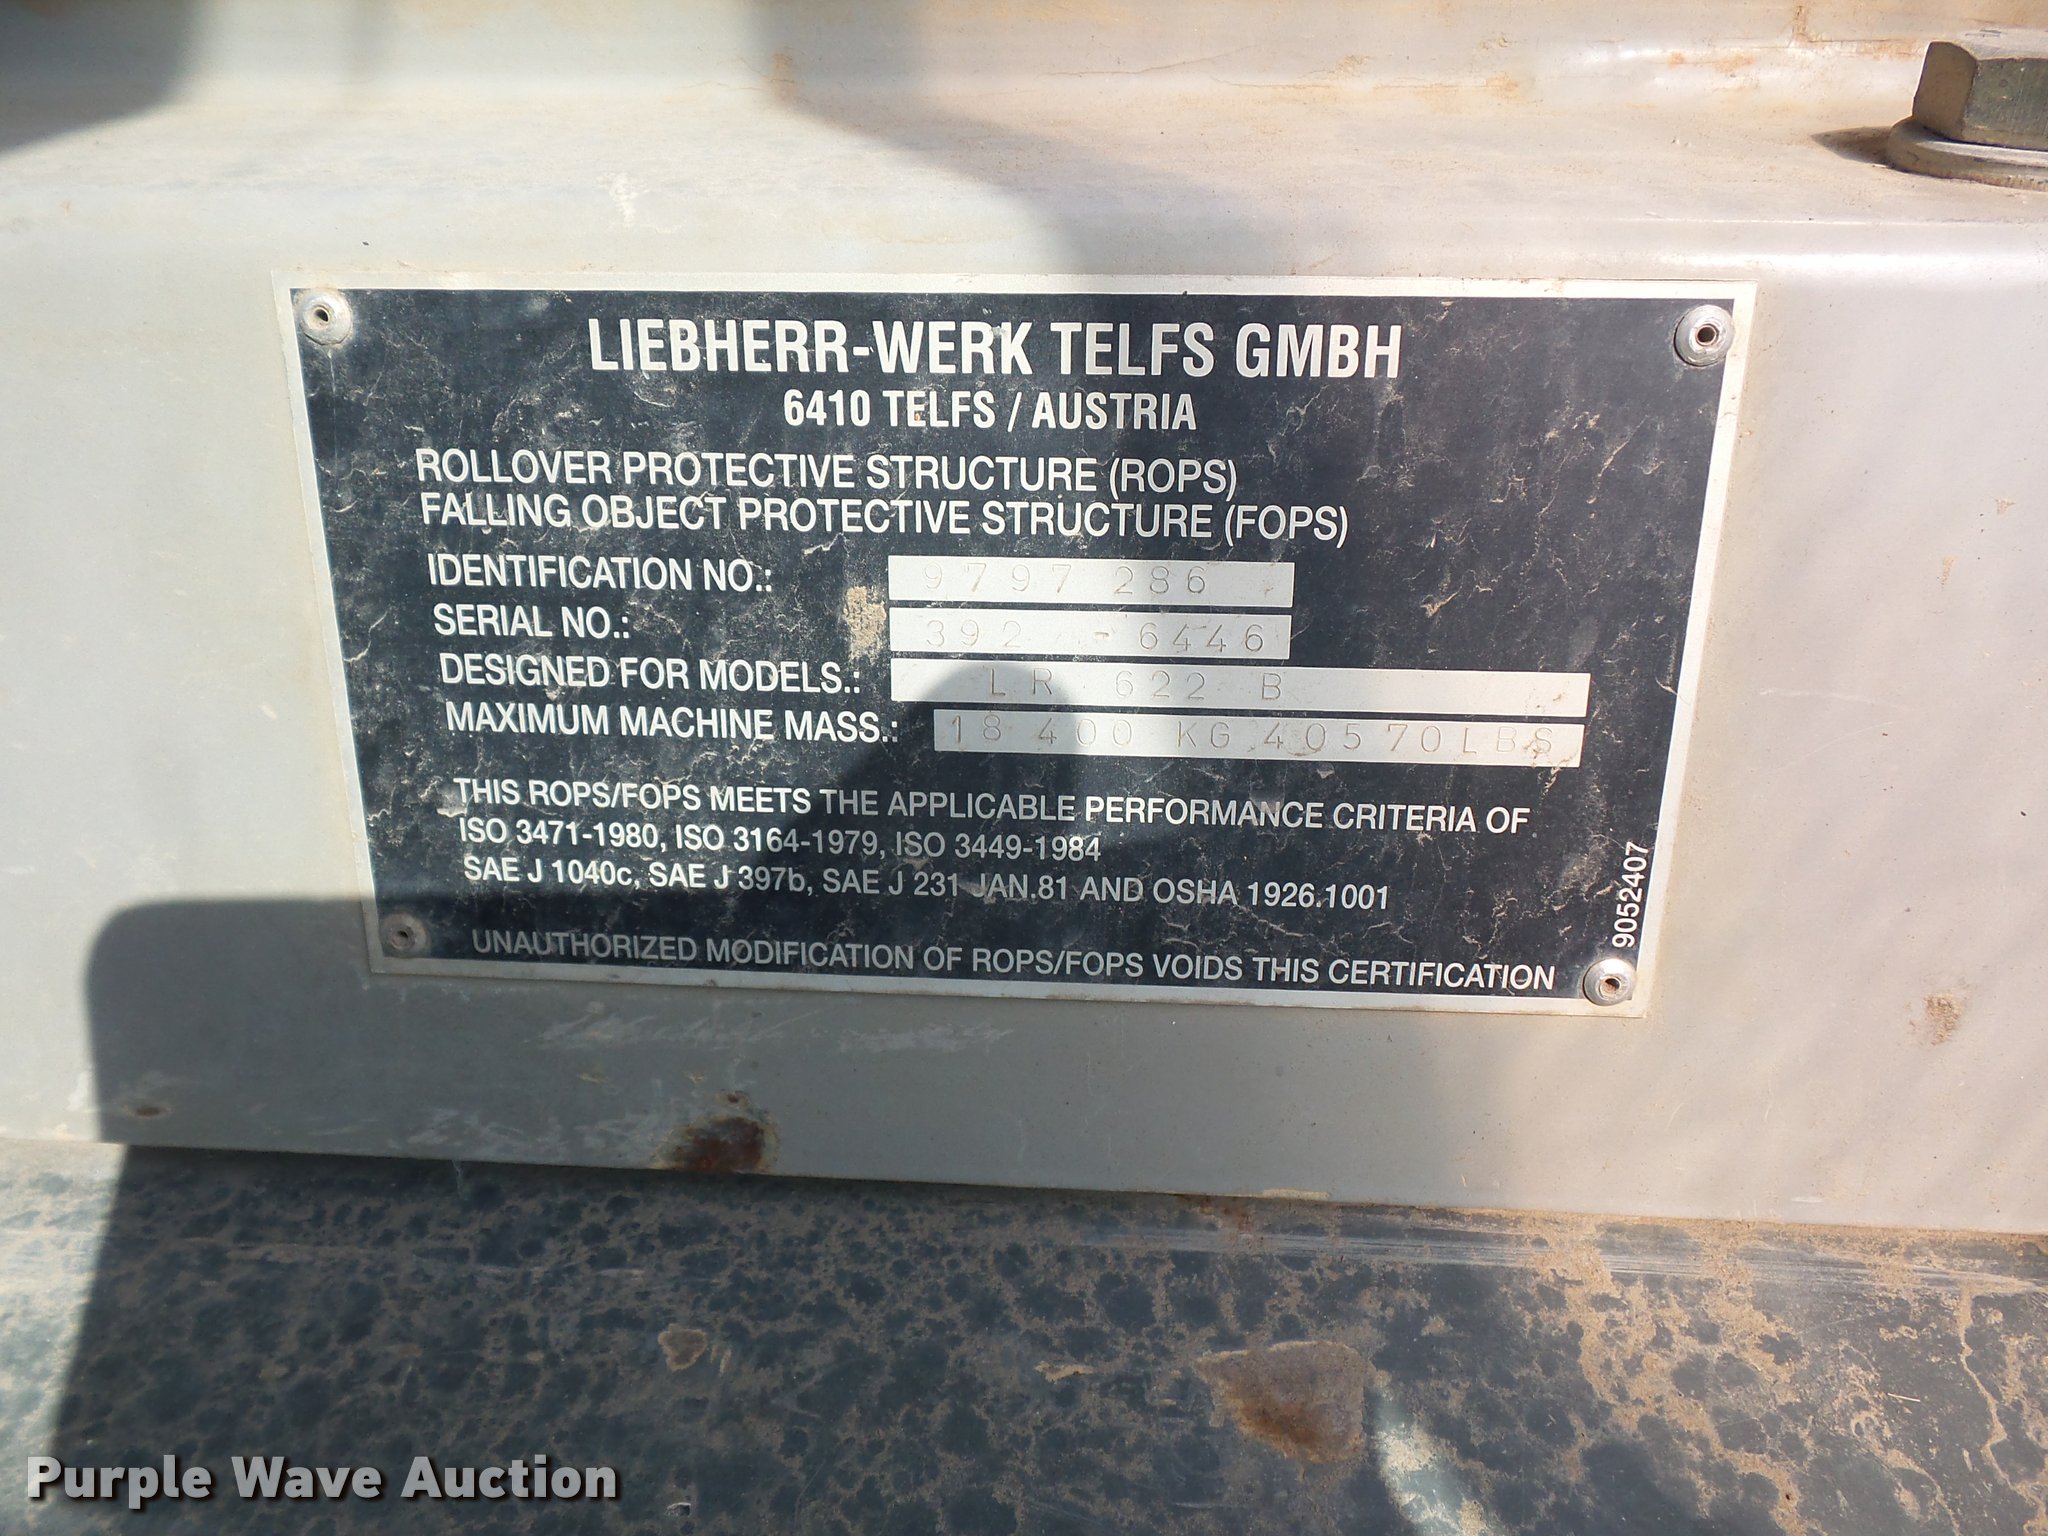 LIEBHERR-WERK TELFS GMBH
6410 TELFS / AUSTRIA
ROLLOVER PROTECTIVE STRUCTURE (ROPS)
FALLING OBJECT PROTECTIVE STRUCTURE (FOPS)
IDENTIFICATION NO.: 9797 286
SERIAL NO.: 392 - 6446
DESIGNED FOR MODELS.: LR 622 B
MAXIMUM MACHINE MASS.: 18 400 KG 40570LBS
THIS ROPS/FOPS MEETS THE APPLICABLE PERFORMANCE CRITERIA OF
ISO 3471-1980, ISO 3164-1979, ISO 3449-1984
SAE J 1040c, SAE J 397b, SAE J 231 JAN.81 AND OSHA 1926.1001
UNAUTHORIZED MODIFICATION OF ROPS/FOPS VOIDS THIS CERTIFICATION
9052407
Purple Wave Auction